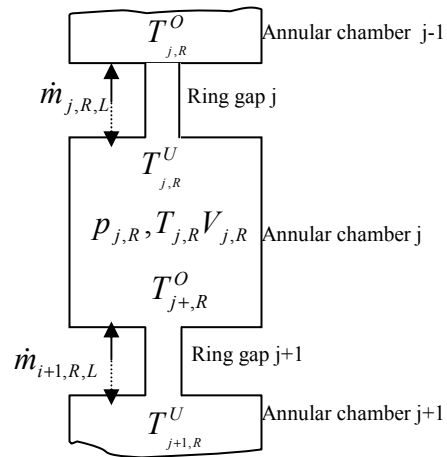 T^O_{j,R} Annular chamber j-1
ṁ_{j,R,L} Ring gap j
T^U_{j,R}
p_{j,R}, T_{j,R} V_{j,R} Annular chamber j
T^O_{j+,R}
ṁ_{i+1,R,L} Ring gap j+1
T^U_{j+1,R} Annular chamber j+1